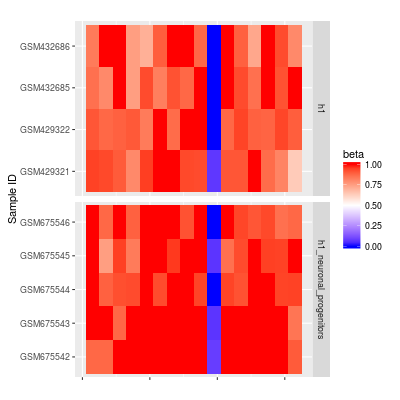 Sample ID
GSM432686
GSM432685
GSM429322
GSM429321
h1
GSM675546
GSM675545
GSM675544
GSM675543
GSM675542
h1_neuronal_progenitors
beta
1.00
0.75
0.50
0.25
0.00